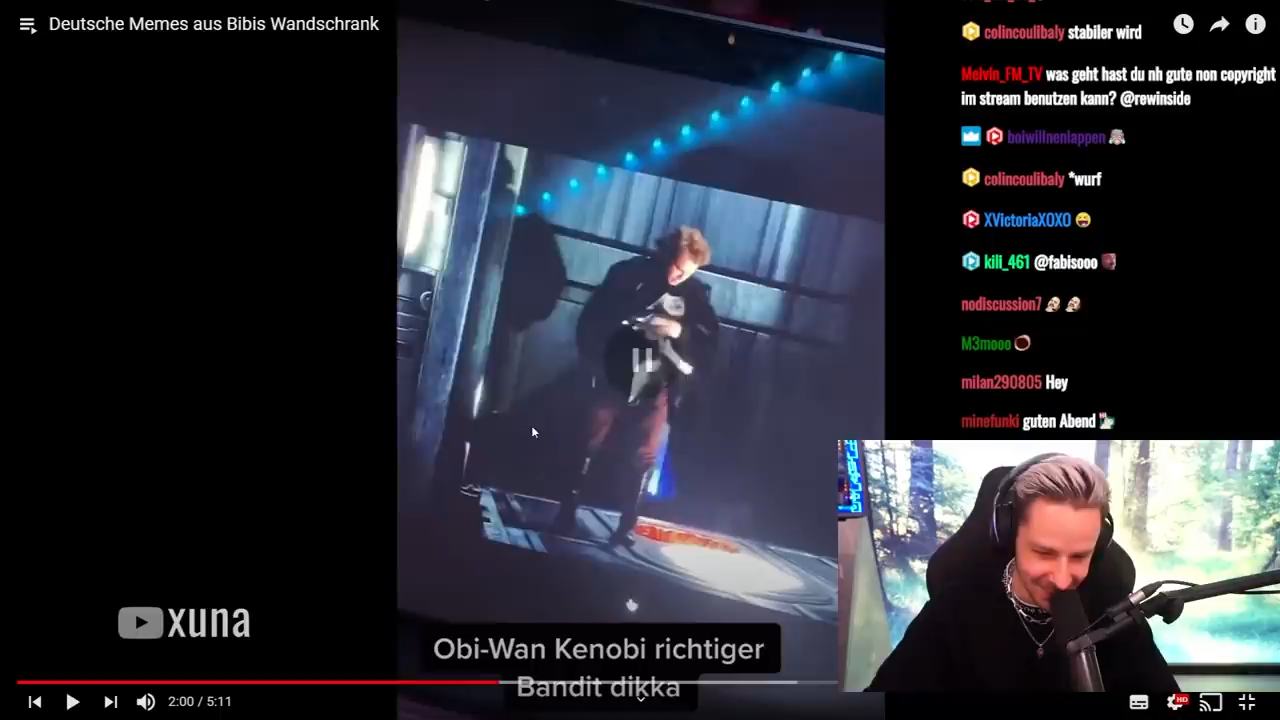 Deutsche Memes aus Bibis Wandschrank
colincoulibaly stabiler wird
Melvin_FM_TV was geht hast du nh gute non copyright
im stream benutzen kann? @rewinside
boiwillnenlappen
colincoulibaly *wurf
XVictoriaXOXO
kili_461 @fabisooo
nodiscussion7
M3mooo
milan290805 Hey
minefunki guten Abend
xuna
Obi-Wan Kenobi richtiger
Bandit dikka
2:00 / 5:11
HD